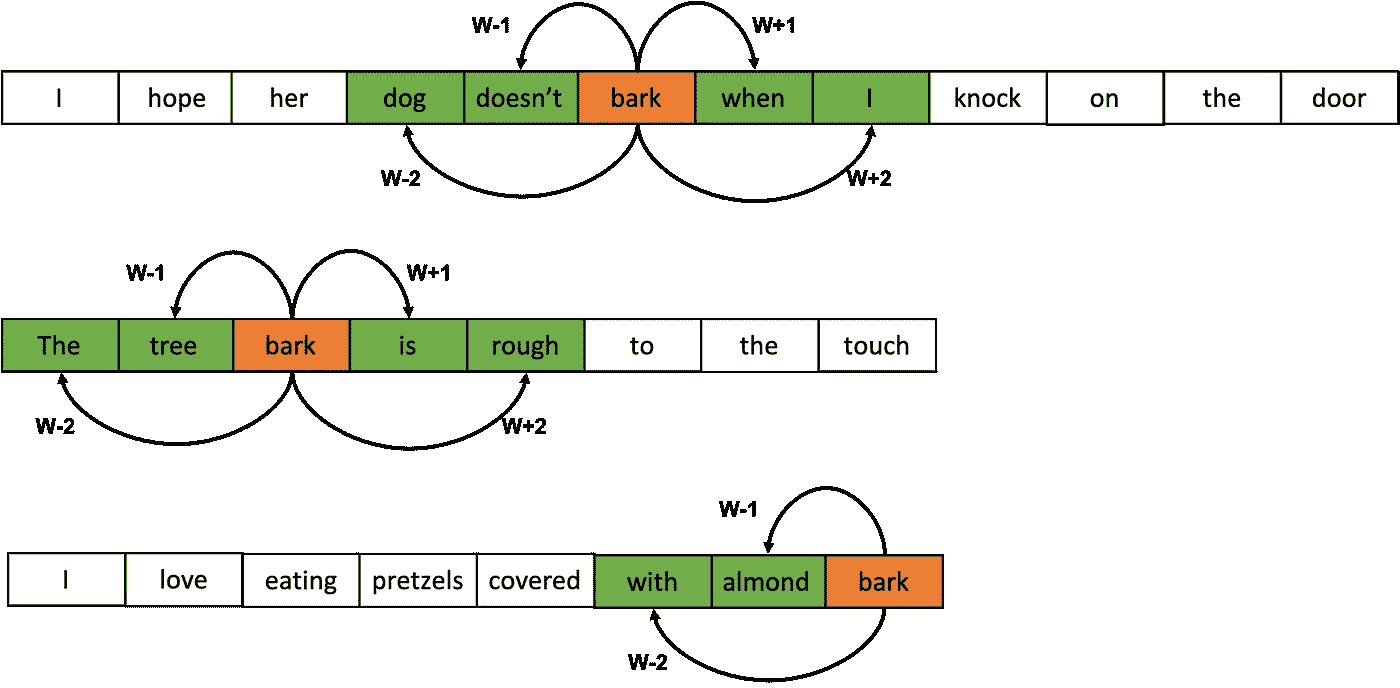 W-1 W+1
I hope her dog doesn’t bark when I knock on the door
W-2 W+2
W-1 W+1
The tree bark is rough to the touch
W-2 W+2
W-1
I love eating pretzels covered with almond bark
W-2